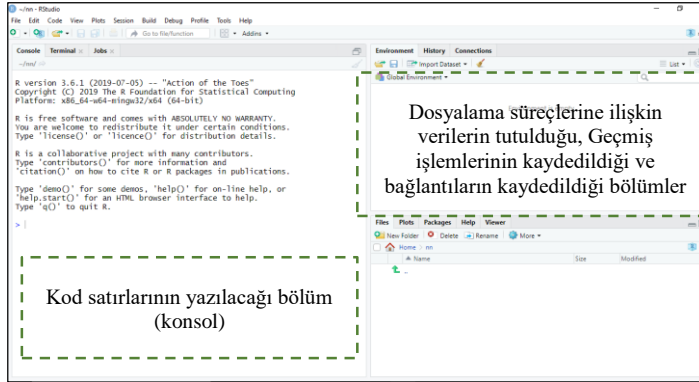 ~/nn - RStudio
File Edit Code View Plots Session Build Debug Profile Tools Help
Go to file/function Addins
Console Terminal Jobs
~/nn/
R version 3.6.1 (2019-07-05) -- "Action of the Toes"
Copyright (C) 2019 The R Foundation for Statistical Computing
Platform: x86_64-w64-mingw32/x64 (64-bit)
R is free software and comes with ABSOLUTELY NO WARRANTY.
You are welcome to redistribute it under certain conditions.
Type 'license()' or 'licence()' for distribution details.
R is a collaborative project with many contributors.
Type 'contributors()' for more information and
'citation()' on how to cite R or R packages in publications.
Type 'demo()' for some demos, 'help()' for on-line help, or
'help.start()' for an HTML browser interface to help.
Type 'q()' to quit R.
>
Kod satırlarının yazılacağı bölüm
(konsol)
Environment History Connections
Import Dataset List
Global Environment
Dosyalama süreçlerine ilişkin
verilerin tutulduğu, Geçmiş
işlemlerinin kaydedildiği ve
bağlantıların kaydedildiği bölümler
Files Plots Packages Help Viewer
New Folder Delete Rename More
Home nn
Name Size Modified
..